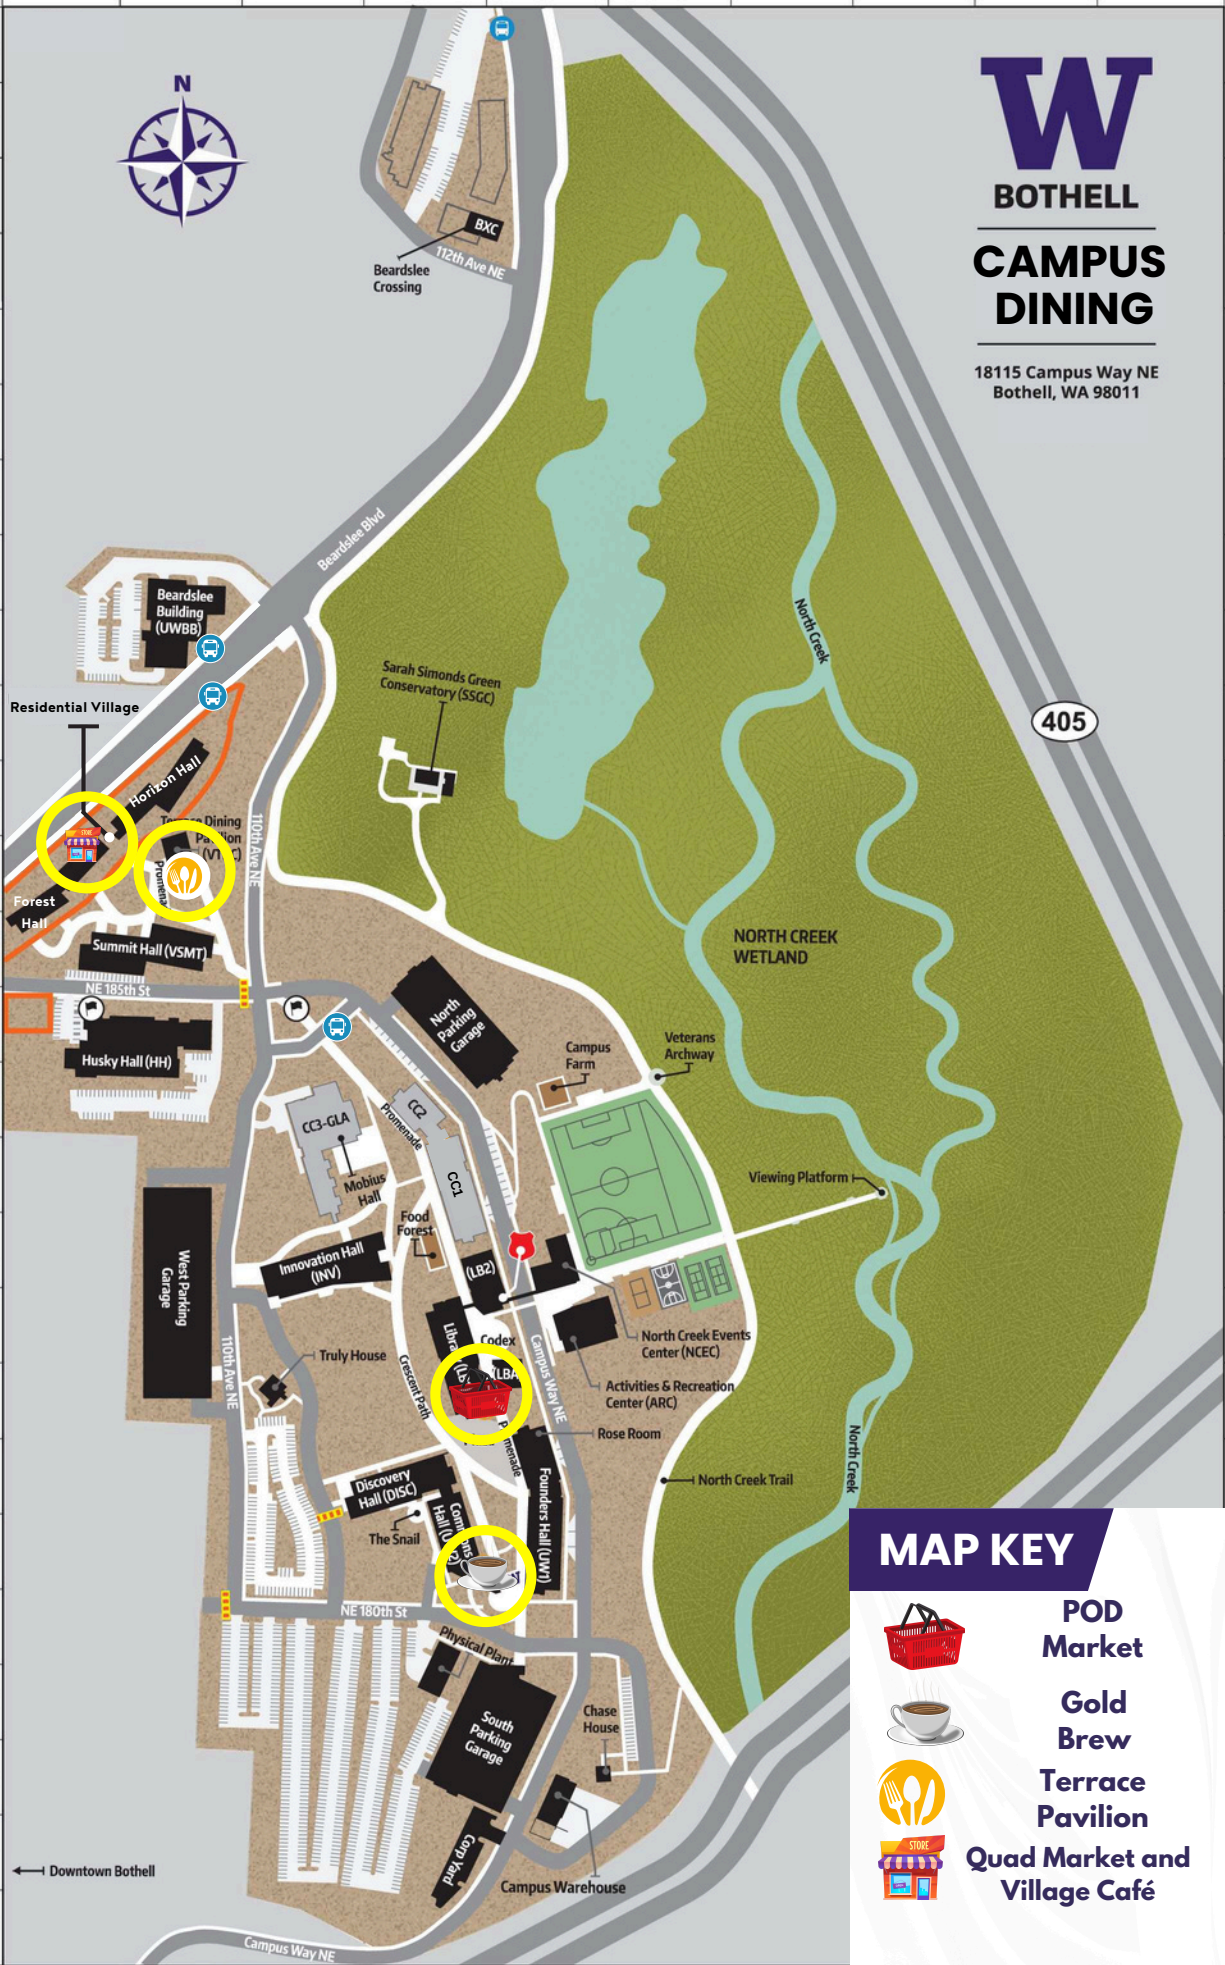 N
W
BOTHELL
CAMPUS
DINING
18115 Campus Way NE
Bothell, WA 98011
BXC
112th Ave NE
Beardslee
Crossing
Beardslee Blvd
Beardslee
Building
(UWBB)
North Creek
Sarah Simonds Green
Conservatory (SSGC)
405
Residential Village
Horizon Hall
STORE
Dining
110th Ave NE
Forest
Hall
Summit Hall (VSMT)
NORTH CREEK
WETLAND
NE 185th St
North
Parking
Garage
Husky Hall (HH)
Campus
Farm
Veterans
Archway
CC3-GLA
CC2
Promenade
CC1
Mobius
Hall
Viewing Platform
Food
Forest
Innovation Hall
(INV)
(LB2)
West Parking
Garage
Codex
North Creek Events
Center (NCEC)
110th Ave NE
Truly House
Crescent Path
Campus Way NE
Activities & Recreation
Center (ARC)
Rose Room
North Creek
North Creek Trail
Discovery
Hall (DISC)
Founders Hall (UW1)
The Snail
NE 180th St
Physical Plant
South
Parking
Garage
Chase
House
Corp Yard
Campus Warehouse
Downtown Bothell
Campus Way NE
MAP KEY
POD
Market
Gold
Brew
Terrace
Pavilion
STORE
Quad Market and
Village Café